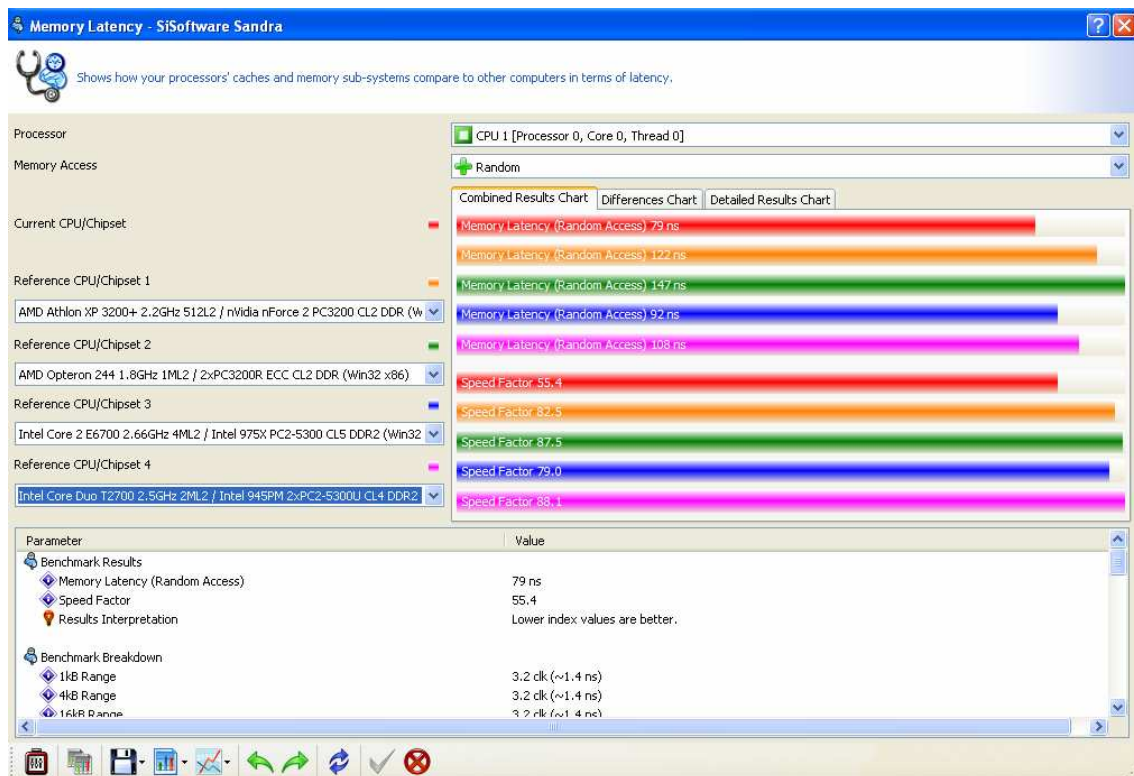 Memory Latency - SiSoftware Sandra
Shows how your processors' caches and memory sub-systems compare to other computers in terms of latency.
Processor
CPU 1 [Processor 0, Core 0, Thread 0]
Memory Access
Random
Combined Results Chart
Differences Chart
Detailed Results Chart
Current CPU/Chipset
Memory Latency (Random Access) 79 ns
Memory Latency (Random Access) 122 ns
Reference CPU/Chipset 1
Memory Latency (Random Access) 147 ns
AMD Athlon XP 3200+ 2.2GHz 512L2 / nVidia nForce 2 PC3200 CL2 DDR (W
Memory Latency (Random Access) 92 ns
Reference CPU/Chipset 2
Memory Latency (Random Access) 108 ns
AMD Opteron 244 1.8GHz 1ML2 / 2xPC3200R ECC CL2 DDR (Win32 x86)
Speed Factor 55.4
Reference CPU/Chipset 3
Speed Factor 82.5
Intel Core 2 E6700 2.66GHz 4ML2 / Intel 975X PC2-5300 CL5 DDR2 (Win32
Speed Factor 87.5
Reference CPU/Chipset 4
Speed Factor 79.0
Intel Core Duo T2700 2.5GHz 2ML2 / Intel 945PM 2xPC2-5300U CL4 DDR2
Speed Factor 88.1
Parameter Value
Benchmark Results
Memory Latency (Random Access) 79 ns
Speed Factor 55.4
Results Interpretation Lower index values are better.
Benchmark Breakdown
1kB Range 3.2 clk (~1.4 ns)
4kB Range 3.2 clk (~1.4 ns)
16kB Range 3.2 clk (~1.4 ns)